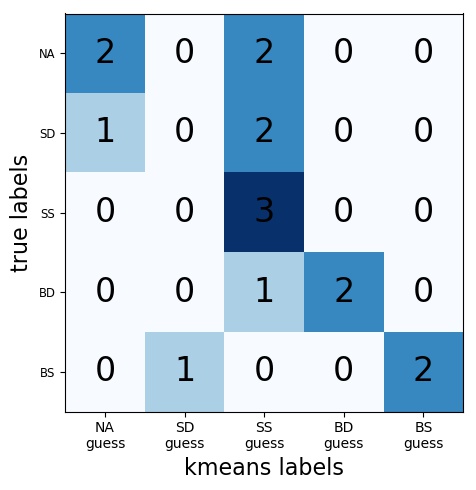 NA 2 0 2 0 0
SD 1 0 2 0 0
SS 0 0 3 0 0
BD 0 0 1 2 0
BS 0 1 0 0 2
true labels
NA SD SS BD BS
guess guess guess guess guess
kmeans labels